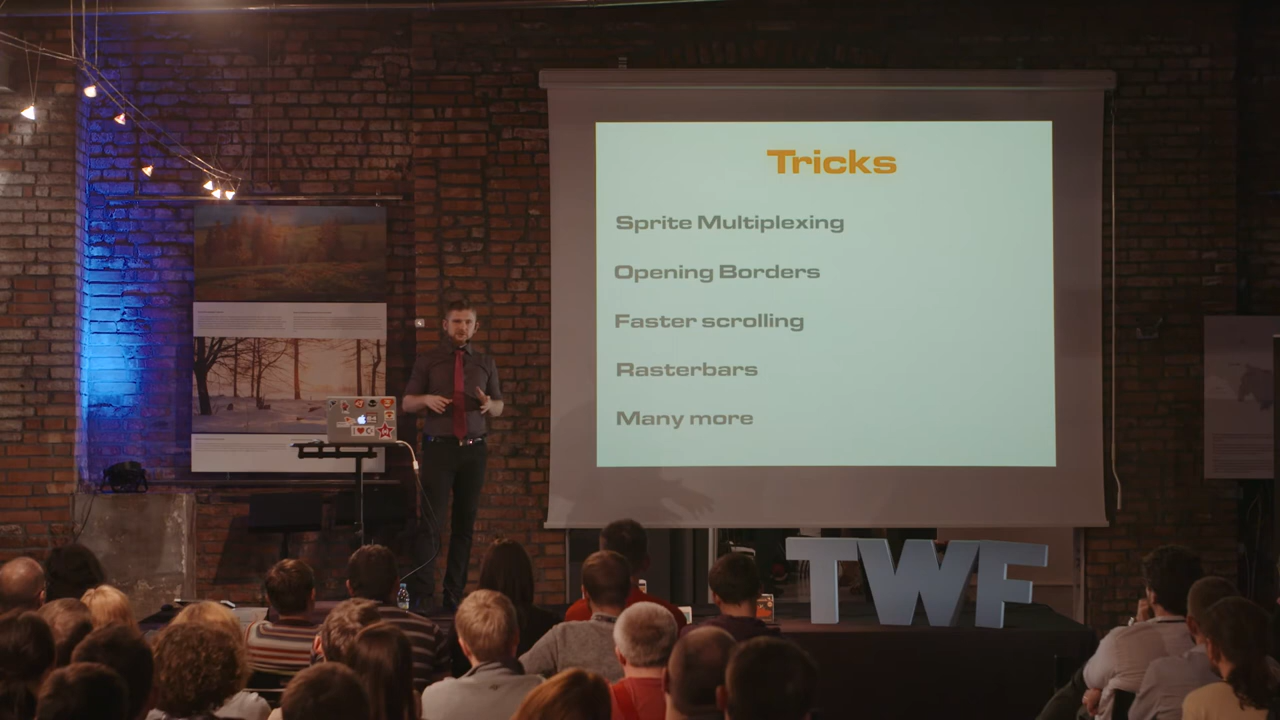 Tricks
Sprite Multiplexing
Opening Borders
Faster scrolling
Rasterbars
Many more
TWF